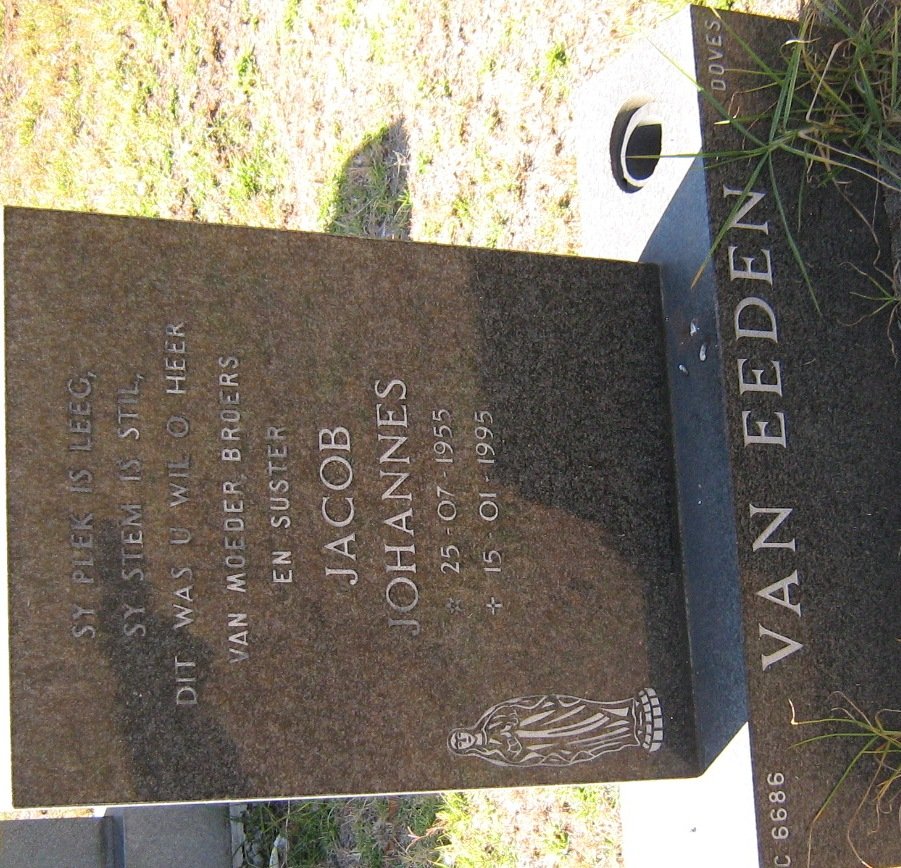 SY PLEK IS LEEG,
SY STEM IS STIL,
DIT WAS U WIL O HEER
VAN MOEDER BROERS
EN SUSTER
JACOB
JOHANNES
☆ 25-07-1955
✝ 15-01-1995
VAN EEDEN
C 6686
DOVES